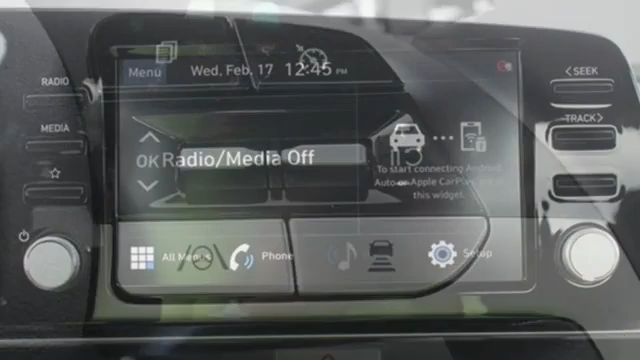 Menu Wed, Feb. 17 12:45 PM
RADIO
MEDIA
< SEEK
TRACK >
OK Radio/Media Off
To start connecting Android
Auto or Apple CarPlay
this widget.
All Menus
Phone
Setup